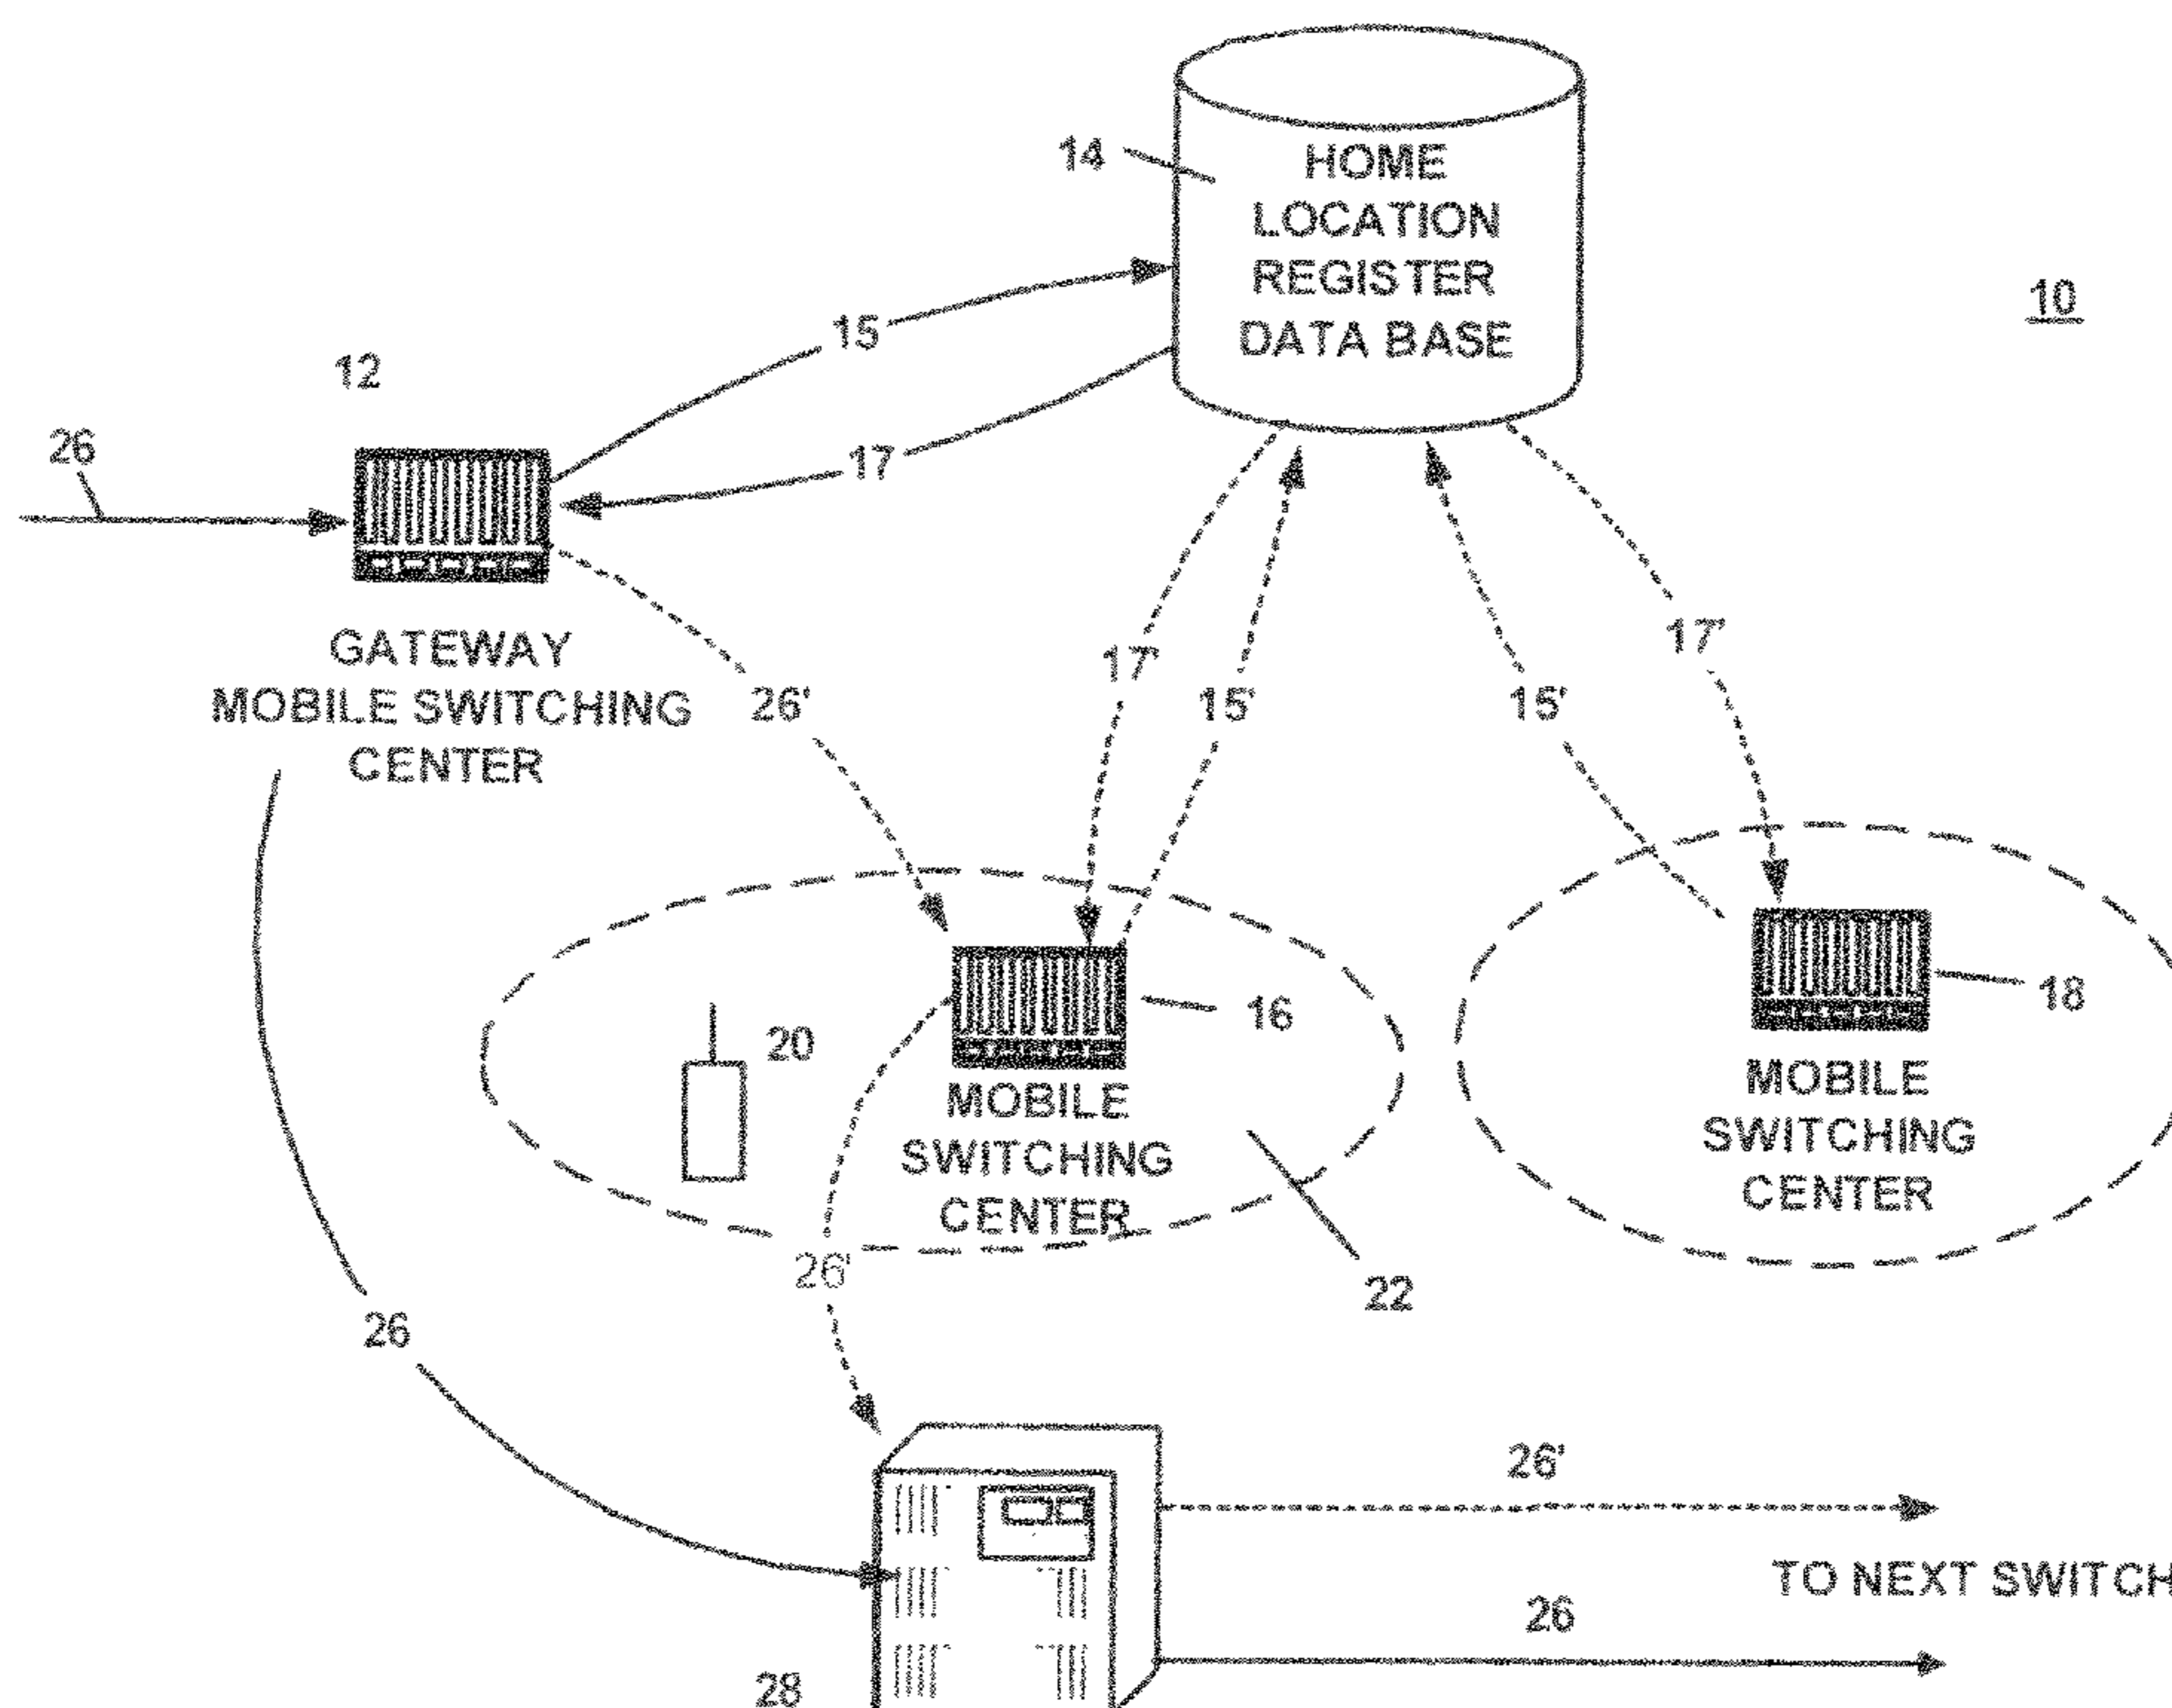 14
HOME
LOCATION
REGISTER
DATA BASE
10
15
12
17
26
GATEWAY
MOBILE SWITCHING
CENTER
26'
17'
15'
15'
17'
20
16
18
MOBILE
SWITCHING
CENTER
MOBILE
SWITCHING
CENTER
26'
22
26
26'
TO NEXT SWITCH
26
28